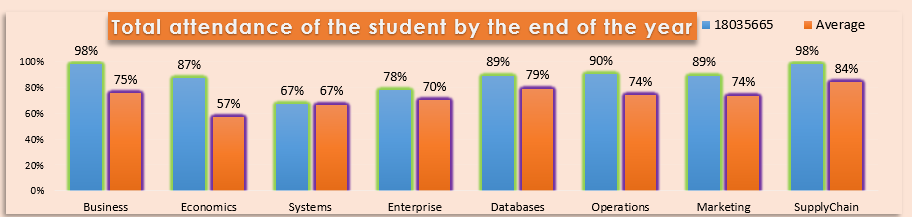 Total attendance of the student by the end of the year
18035665 Average
98% 75% 87% 57% 67% 67% 78% 70% 89% 79% 90% 74% 89% 74% 98% 84%
100%
80%
60%
40%
20%
0%
Business Economics Systems Enterprise Databases Operations Marketing SupplyChain